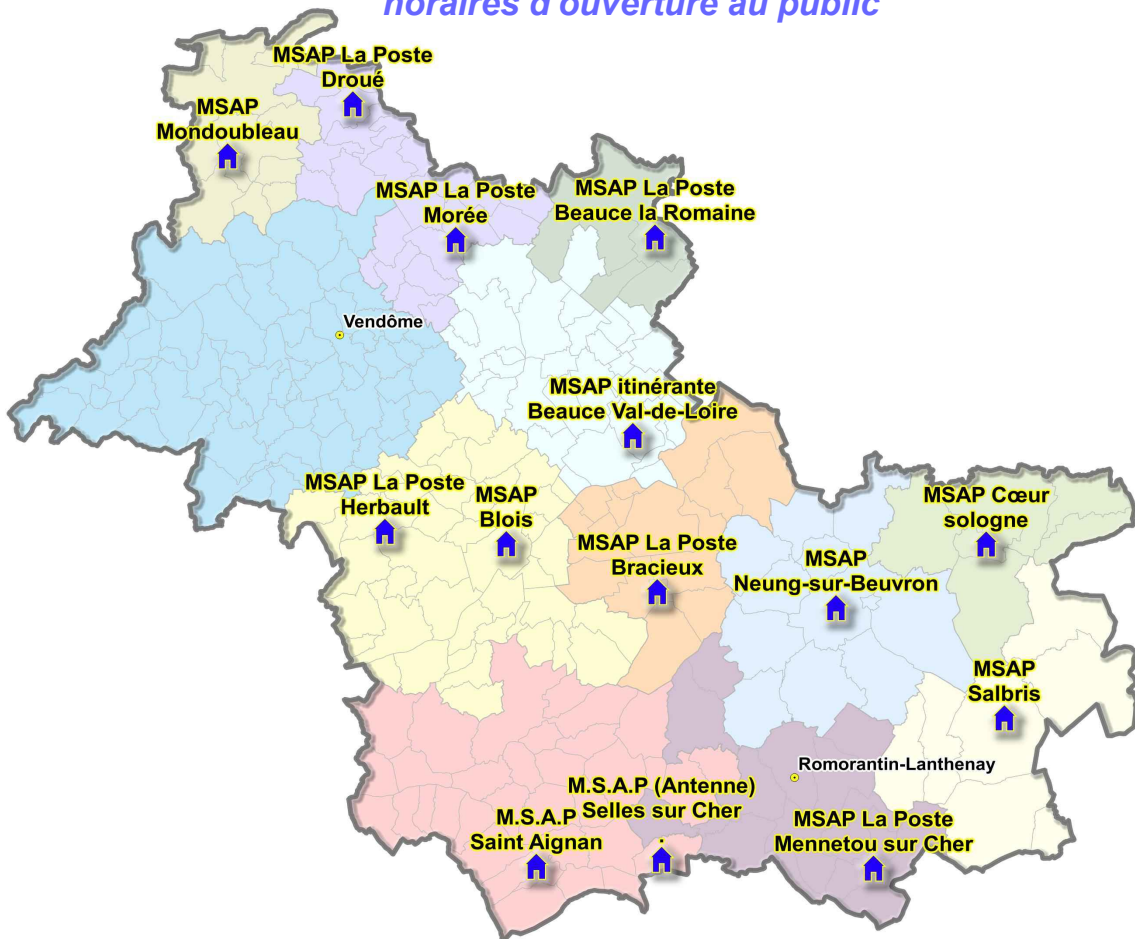 horaires d'ouverture au public
MSAP La Poste
Droué
MSAP
Mondoubleau
MSAP La Poste
Morée
MSAP La Poste
Beauce la Romaine
Vendôme
MSAP itinérante
Beauce Val-de-Loire
MSAP La Poste
Herbault
MSAP
Blois
MSAP La Poste
Bracieux
MSAP Cœur
sologne
MSAP
Neung-sur-Beuvron
MSAP
Salbris
Romorantin-Lanthenay
M.S.A.P (Antenne)
Selles sur Cher
.
M.S.A.P
Saint Aignan
MSAP La Poste
Mennetou sur Cher